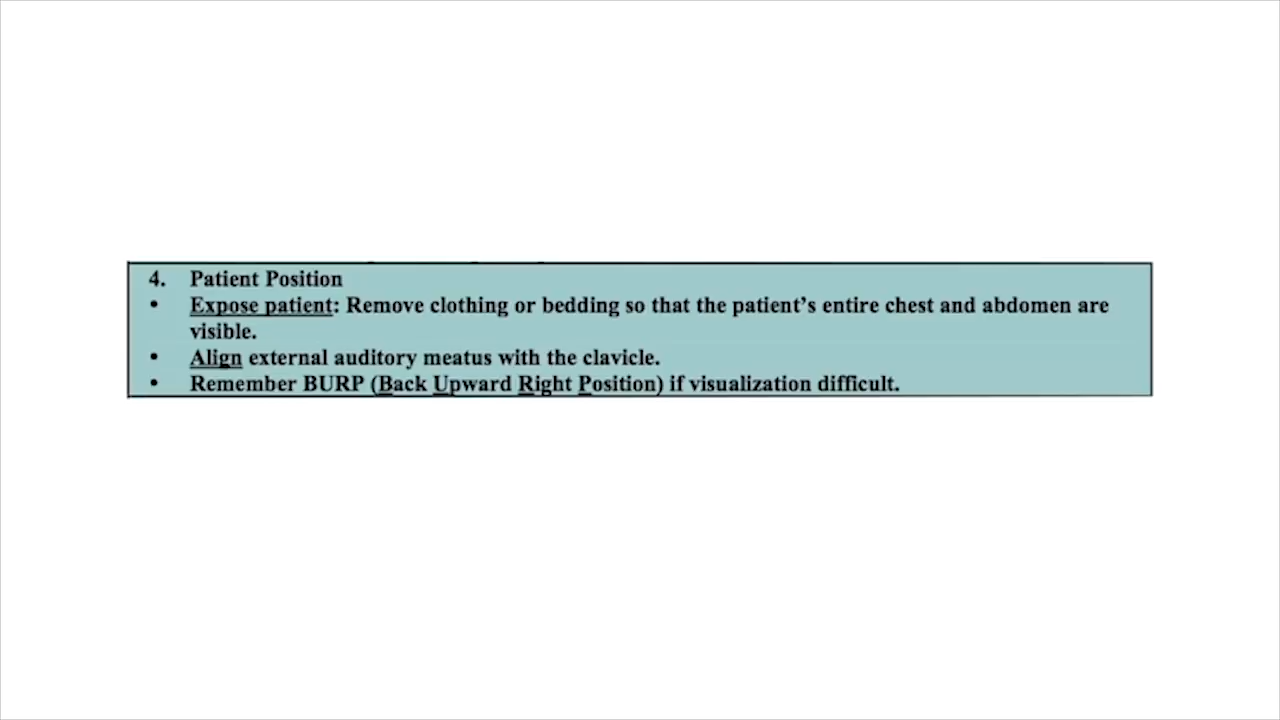 4. Patient Position
• Expose patient: Remove clothing or bedding so that the patient’s entire chest and abdomen are
visible.
• Align external auditory meatus with the clavicle.
• Remember BURP (Back Upward Right Position) if visualization difficult.